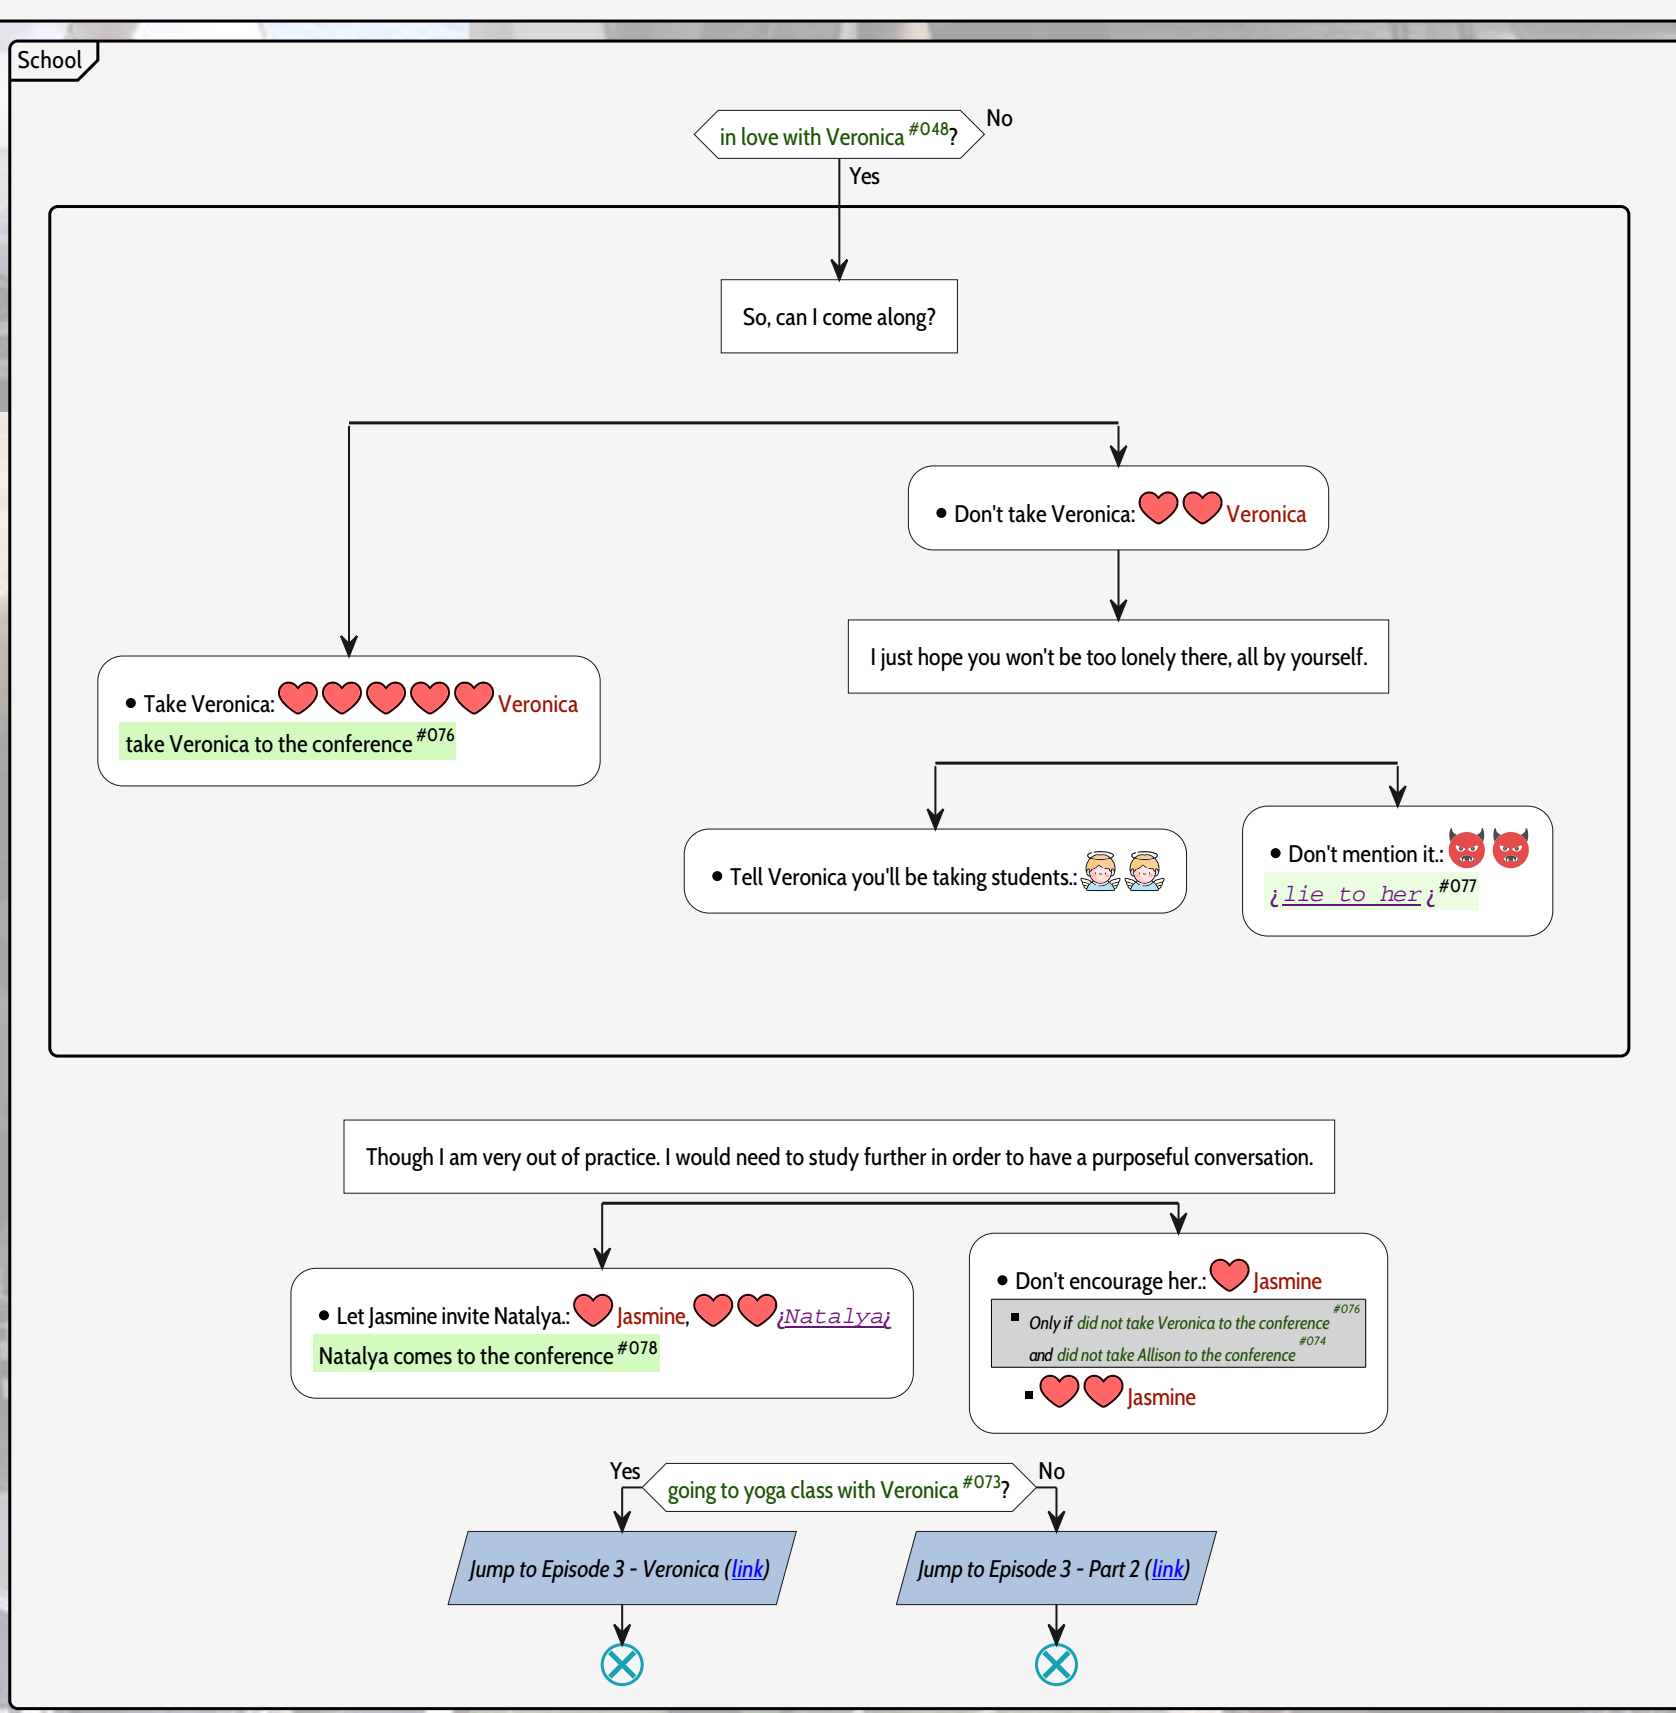 School
in love with Veronica #048?
No
Yes
So, can I come along?
Don't take Veronica: Veronica
I just hope you won't be too lonely there, all by yourself.
Take Veronica: Veronica
take Veronica to the conference #076
Tell Veronica you'll be taking students.:
Don't mention it.:
¿lie to her¿ #077
Though I am very out of practice. I would need to study further in order to have a purposeful conversation.
Let Jasmine invite Natalya.: Jasmine, ¿Natalya¿
Natalya comes to the conference #078
Don't encourage her.: Jasmine
Only if did not take Veronica to the conference #076
and did not take Allison to the conference #074
Jasmine
Yes
going to yoga class with Veronica #073?
No
Jump to Episode 3 - Veronica (link)
Jump to Episode 3 - Part 2 (link)